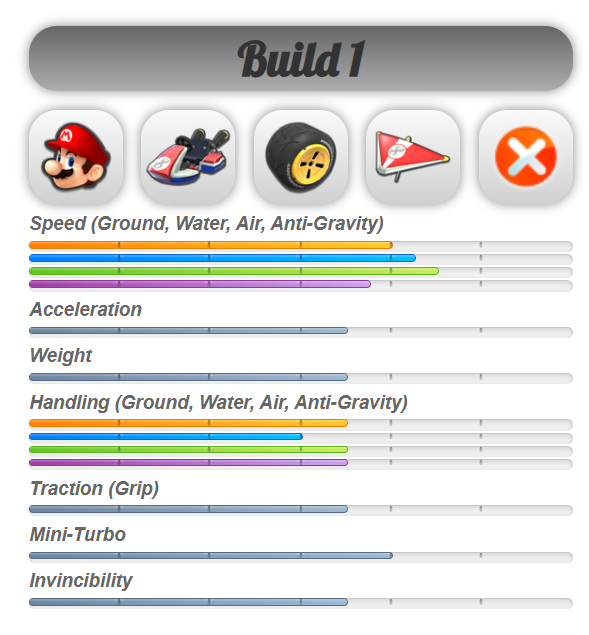 Build 1
Speed (Ground, Water, Air, Anti-Gravity)
Acceleration
Weight
Handling (Ground, Water, Air, Anti-Gravity)
Traction (Grip)
Mini-Turbo
Invincibility